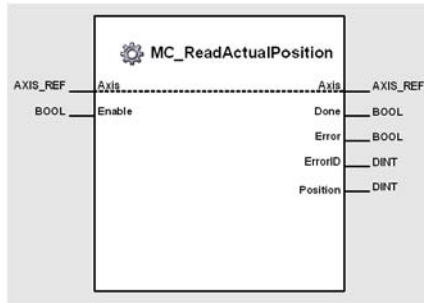 MC_ReadActualPosition
AXIS_REF Axis Axis AXIS_REF
BOOL Enable Done BOOL
Error BOOL
ErrorID DINT
Position DINT